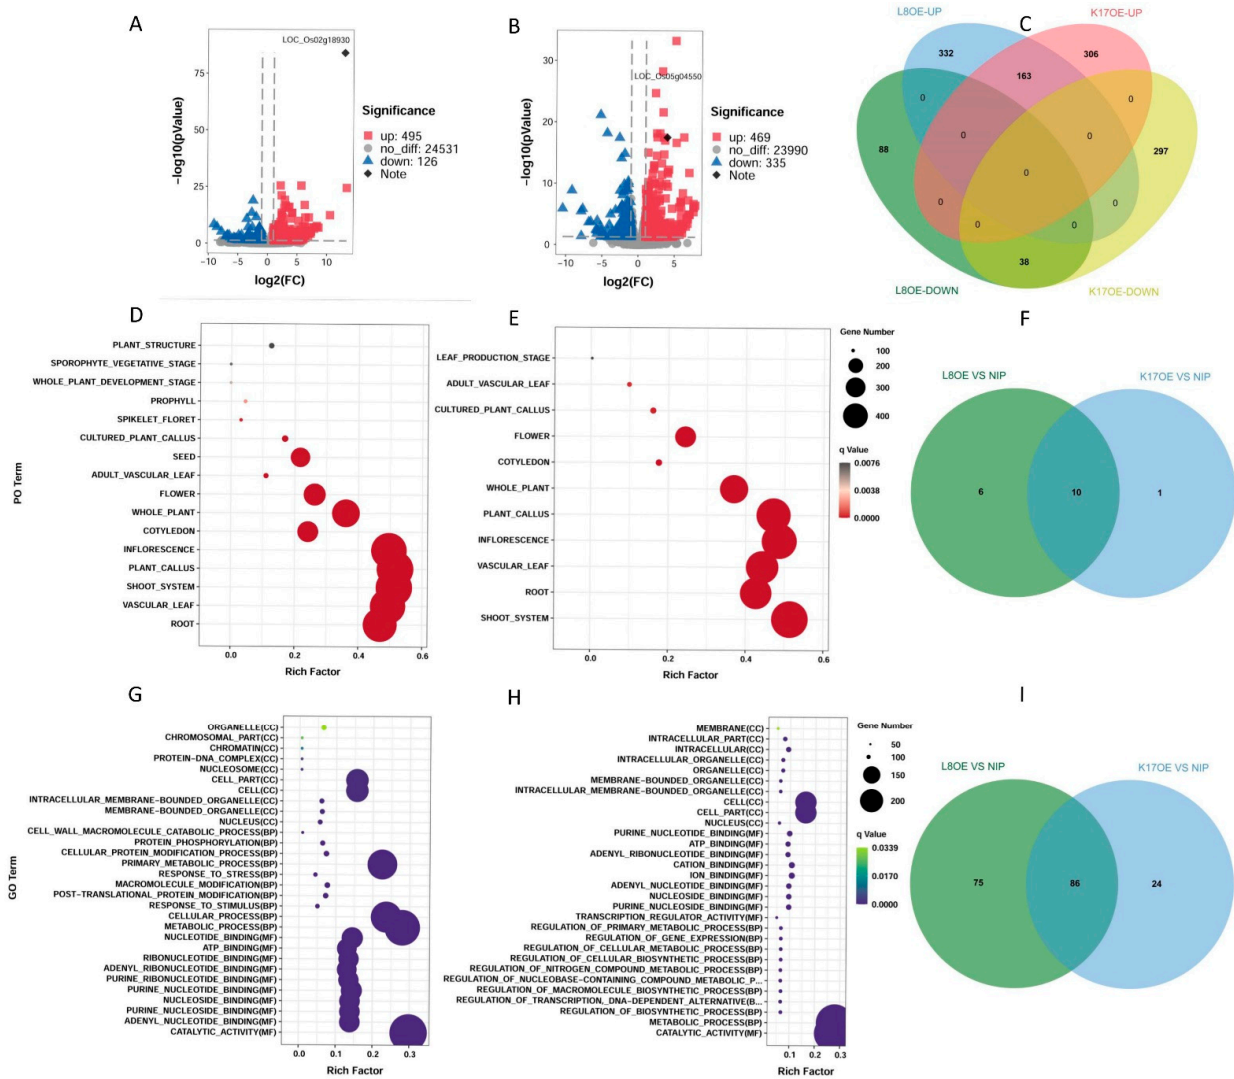 A
LOC_Os02g18930
75
50
25
0
-10
-5
0
5
10
−log10(pValue)
log2(FC)
Significance
up: 495
no_diff: 24531
down: 126
Note
B
LOC_Os05g04550
30
20
10
0
-10
-5
0
5
−log10(pValue)
log2(FC)
Significance
up: 469
no_diff: 23990
down: 335
Note
C
L8OE-UP
K17OE-UP
332
306
163
0
0
0
0
88
297
0
0
0
0
0
38
L8OE-DOWN
K17OE-DOWN
D
PO Term
PLANT_STRUCTURE
SPOROPHYTE_VEGETATIVE_STAGE
WHOLE_PLANT_DEVELOPMENT_STAGE
PROPHYLL
SPIKELET_FLORET
CULTURED_PLANT_CALLUS
SEED
ADULT_VASCULAR_LEAF
FLOWER
WHOLE_PLANT
COTYLEDON
INFLORESCENCE
PLANT_CALLUS
SHOOT_SYSTEM
VASCULAR_LEAF
ROOT
0.0
0.2
0.4
0.6
Rich Factor
E
LEAF_PRODUCTION_STAGE
ADULT_VASCULAR_LEAF
CULTURED_PLANT_CALLUS
FLOWER
COTYLEDON
WHOLE_PLANT
PLANT_CALLUS
INFLORESCENCE
VASCULAR_LEAF
ROOT
SHOOT_SYSTEM
0.0
0.2
0.4
0.6
Rich Factor
Gene Number
100
200
300
400
q Value
0.0076
0.0038
0.0000
F
L8OE VS NIP
K17OE VS NIP
6
10
1
G
GO Term
ORGANELLE(CC)
CHROMOSOMAL_PART(CC)
CHROMATIN(CC)
PROTEIN-DNA_COMPLEX(CC)
NUCLEOSOME(CC)
CELL_PART(CC)
CELL(CC)
INTRACELLULAR_MEMBRANE-BOUNDED_ORGANELLE(CC)
MEMBRANE-BOUNDED_ORGANELLE(CC)
NUCLEUS(CC)
CELL_WALL_MACROMOLECULE_CATABOLIC_PROCESS(BP)
PROTEIN_PHOSPHORYLATION(BP)
CELLULAR_PROTEIN_MODIFICATION_PROCESS(BP)
PRIMARY_METABOLIC_PROCESS(BP)
RESPONSE_TO_STRESS(BP)
MACROMOLECULE_MODIFICATION(BP)
POST-TRANSLATIONAL_PROTEIN_MODIFICATION(BP)
RESPONSE_TO_STIMULUS(BP)
CELLULAR_PROCESS(BP)
METABOLIC_PROCESS(BP)
NUCLEOTIDE_BINDING(MF)
ATP_BINDING(MF)
RIBONUCLEOTIDE_BINDING(MF)
ADENYL_RIBONUCLEOTIDE_BINDING(MF)
PURINE_RIBONUCLEOTIDE_BINDING(MF)
PURINE_NUCLEOTIDE_BINDING(MF)
NUCLEOSIDE_BINDING(MF)
PURINE_NUCLEOSIDE_BINDING(MF)
ADENYL_NUCLEOTIDE_BINDING(MF)
CATALYTIC_ACTIVITY(MF)
0.0
0.1
0.2
0.3
Rich Factor
H
MEMBRANE(CC)
INTRACELLULAR_PART(CC)
INTRACELLULAR(CC)
INTRACELLULAR_ORGANELLE(CC)
ORGANELLE(CC)
MEMBRANE-BOUNDED_ORGANELLE(CC)
INTRACELLULAR_MEMBRANE-BOUNDED_ORGANELLE(CC)
CELL(CC)
CELL_PART(CC)
NUCLEUS(CC)
PURINE_NUCLEOTIDE_BINDING(MF)
ATP_BINDING(MF)
ADENYL_RIBONUCLEOTIDE_BINDING(MF)
CATION_BINDING(MF)
ION_BINDING(MF)
ADENYL_NUCLEOTIDE_BINDING(MF)
NUCLEOSIDE_BINDING(MF)
PURINE_NUCLEOSIDE_BINDING(MF)
TRANSCRIPTION_REGULATOR_ACTIVITY(MF)
REGULATION_OF_PRIMARY_METABOLIC_PROCESS(BP)
REGULATION_OF_GENE_EXPRESSION(BP)
REGULATION_OF_CELLULAR_METABOLIC_PROCESS(BP)
REGULATION_OF_CELLULAR_BIOSYNTHETIC_PROCESS(BP)
REGULATION_OF_NITROGEN_COMPOUND_METABOLIC_PROCESS(BP)
REGULATION_OF_NUCLEOBASE-CONTAINING_COMPOUND_METABOLIC_P...
REGULATION_OF_MACROMOLECULE_BIOSYNTHETIC_PROCESS(BP)
REGULATION_OF_TRANSCRIPTION,_DNA-DEPENDENT_ALTERNATIVE(B...
REGULATION_OF_BIOSYNTHETIC_PROCESS(BP)
METABOLIC_PROCESS(BP)
CATALYTIC_ACTIVITY(MF)
0.1
0.2
0.3
Rich Factor
Gene Number
50
100
150
200
q Value
0.0339
0.0170
0.0000
I
L8OE VS NIP
K17OE VS NIP
75
86
24